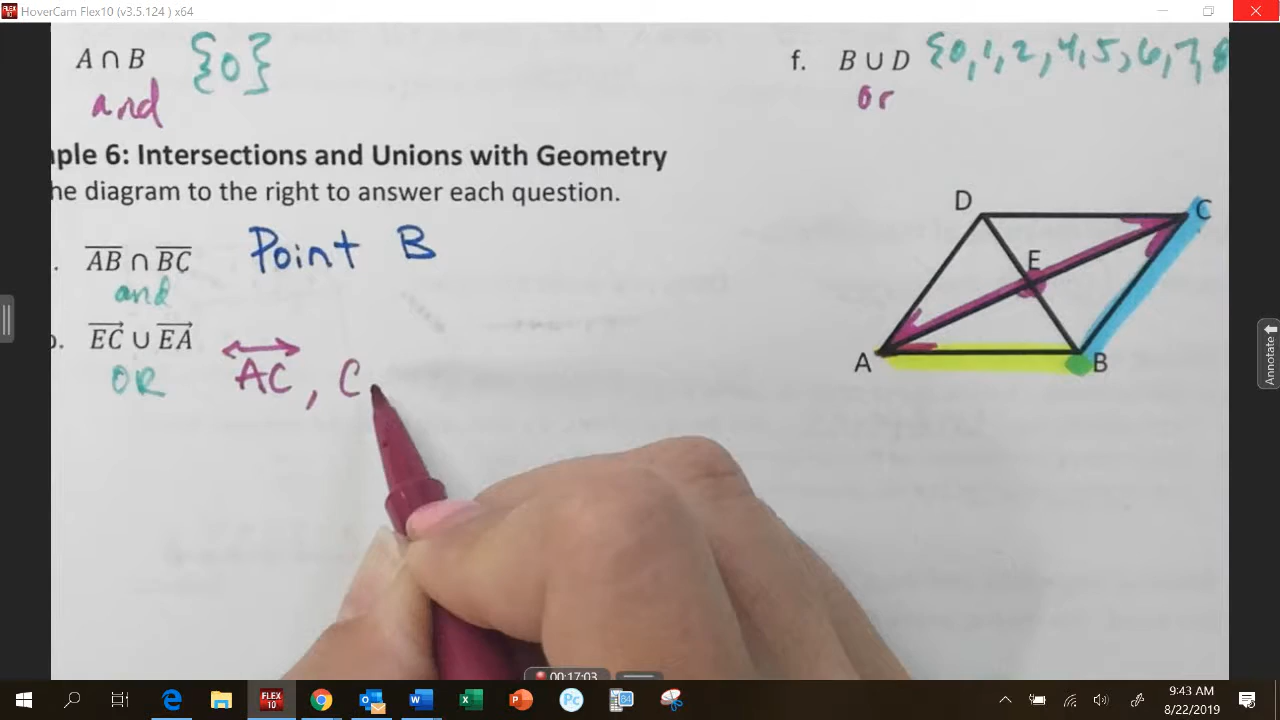 HoverCam Flex10 (v3.5.124 ) x64
A ∩ B {0}
and
f. B ∪ D {0,1,2,4,5,6,7,8
or
ple 6: Intersections and Unions with Geometry
he diagram to the right to answer each question.
. AB ∩ BC Point B
and
b. EC ∪ EA
OR AC, C
D
C
E
A
B
Annotate
00:17:03
FLEX 10
9:43 AM
8/22/2019